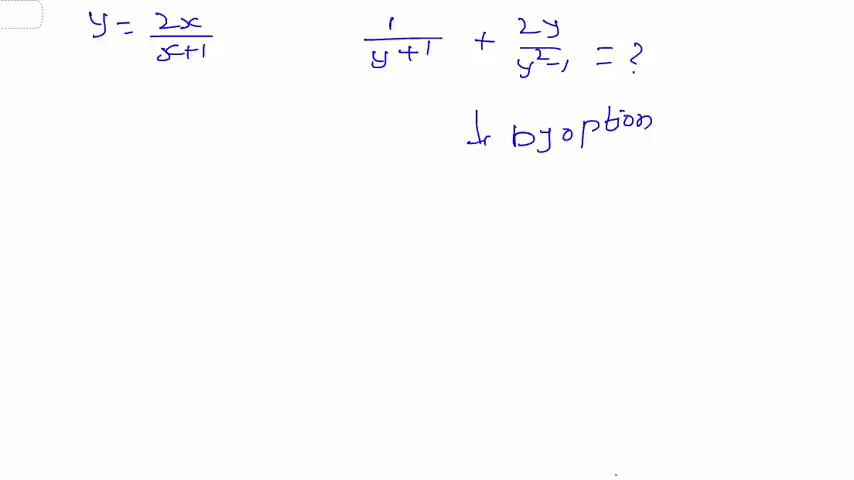 y = 2x/(x+1)    1/(y+1) + 2y/(y²-1) = ?
↓ by option